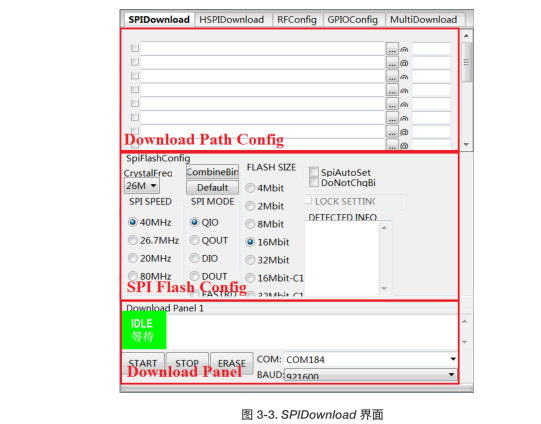 SPIDownload HSPIDownload RFConfig GPIOConfig MultiDownload
... @
... @
... @
... @
... @
... @
... @
... @
Download Path Config
SpiFlashConfig
CrystalFreq CombineBin FLASH SIZE SpiAutoSet
26M Default 4Mbit DoNotChgBi
SPI SPEED SPI MODE 2Mbit LOCK SETTING
40MHz QIO 8Mbit DETECTED INFO
26.7MHz QOUT 16Mbit
20MHz DIO 32Mbit
80MHz DOUT 16Mbit-C1
FASTRD 32Mbit-C1
SPI Flash Config
Download Panel 1
IDLE
等待
START STOP ERASE COM: COM184
BAUD: 921600
Download Panel
图 3-3. SPIDownload 界面